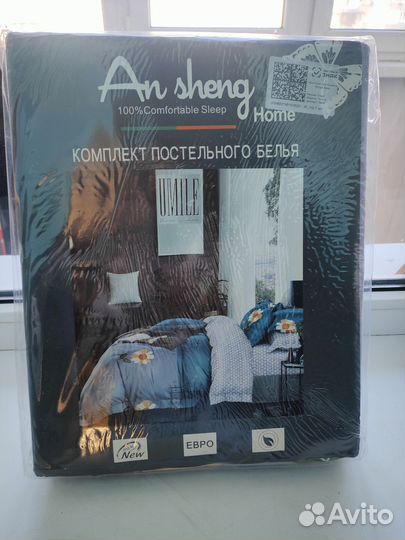 An sheng
100%Comfortable Sleep
Home
КОМПЛЕКТ ПОСТЕЛЬНОГО БЕЛЬЯ
UMILE
New
ЕВРО
Avito